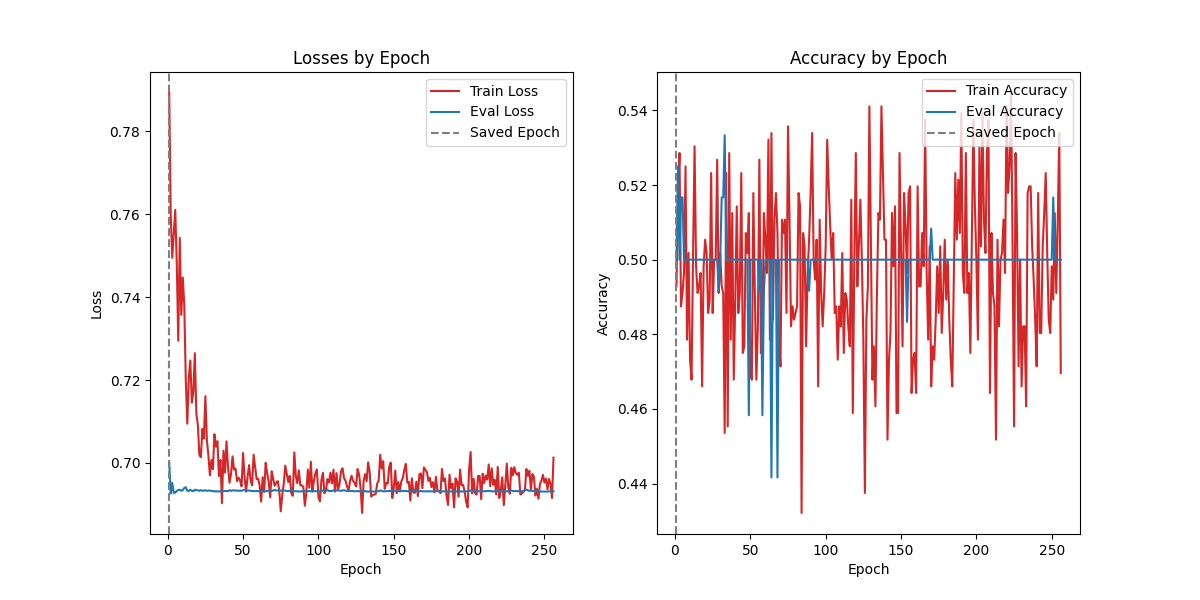 Losses by Epoch
Train Loss
Eval Loss
Saved Epoch
0.78
0.76
0.74
0.72
0.70
Loss
0
50
100
150
200
250
Epoch
Accuracy by Epoch
Train Accuracy
Eval Accuracy
Saved Epoch
0.54
0.52
0.50
0.48
0.46
0.44
Accuracy
0
50
100
150
200
250
Epoch